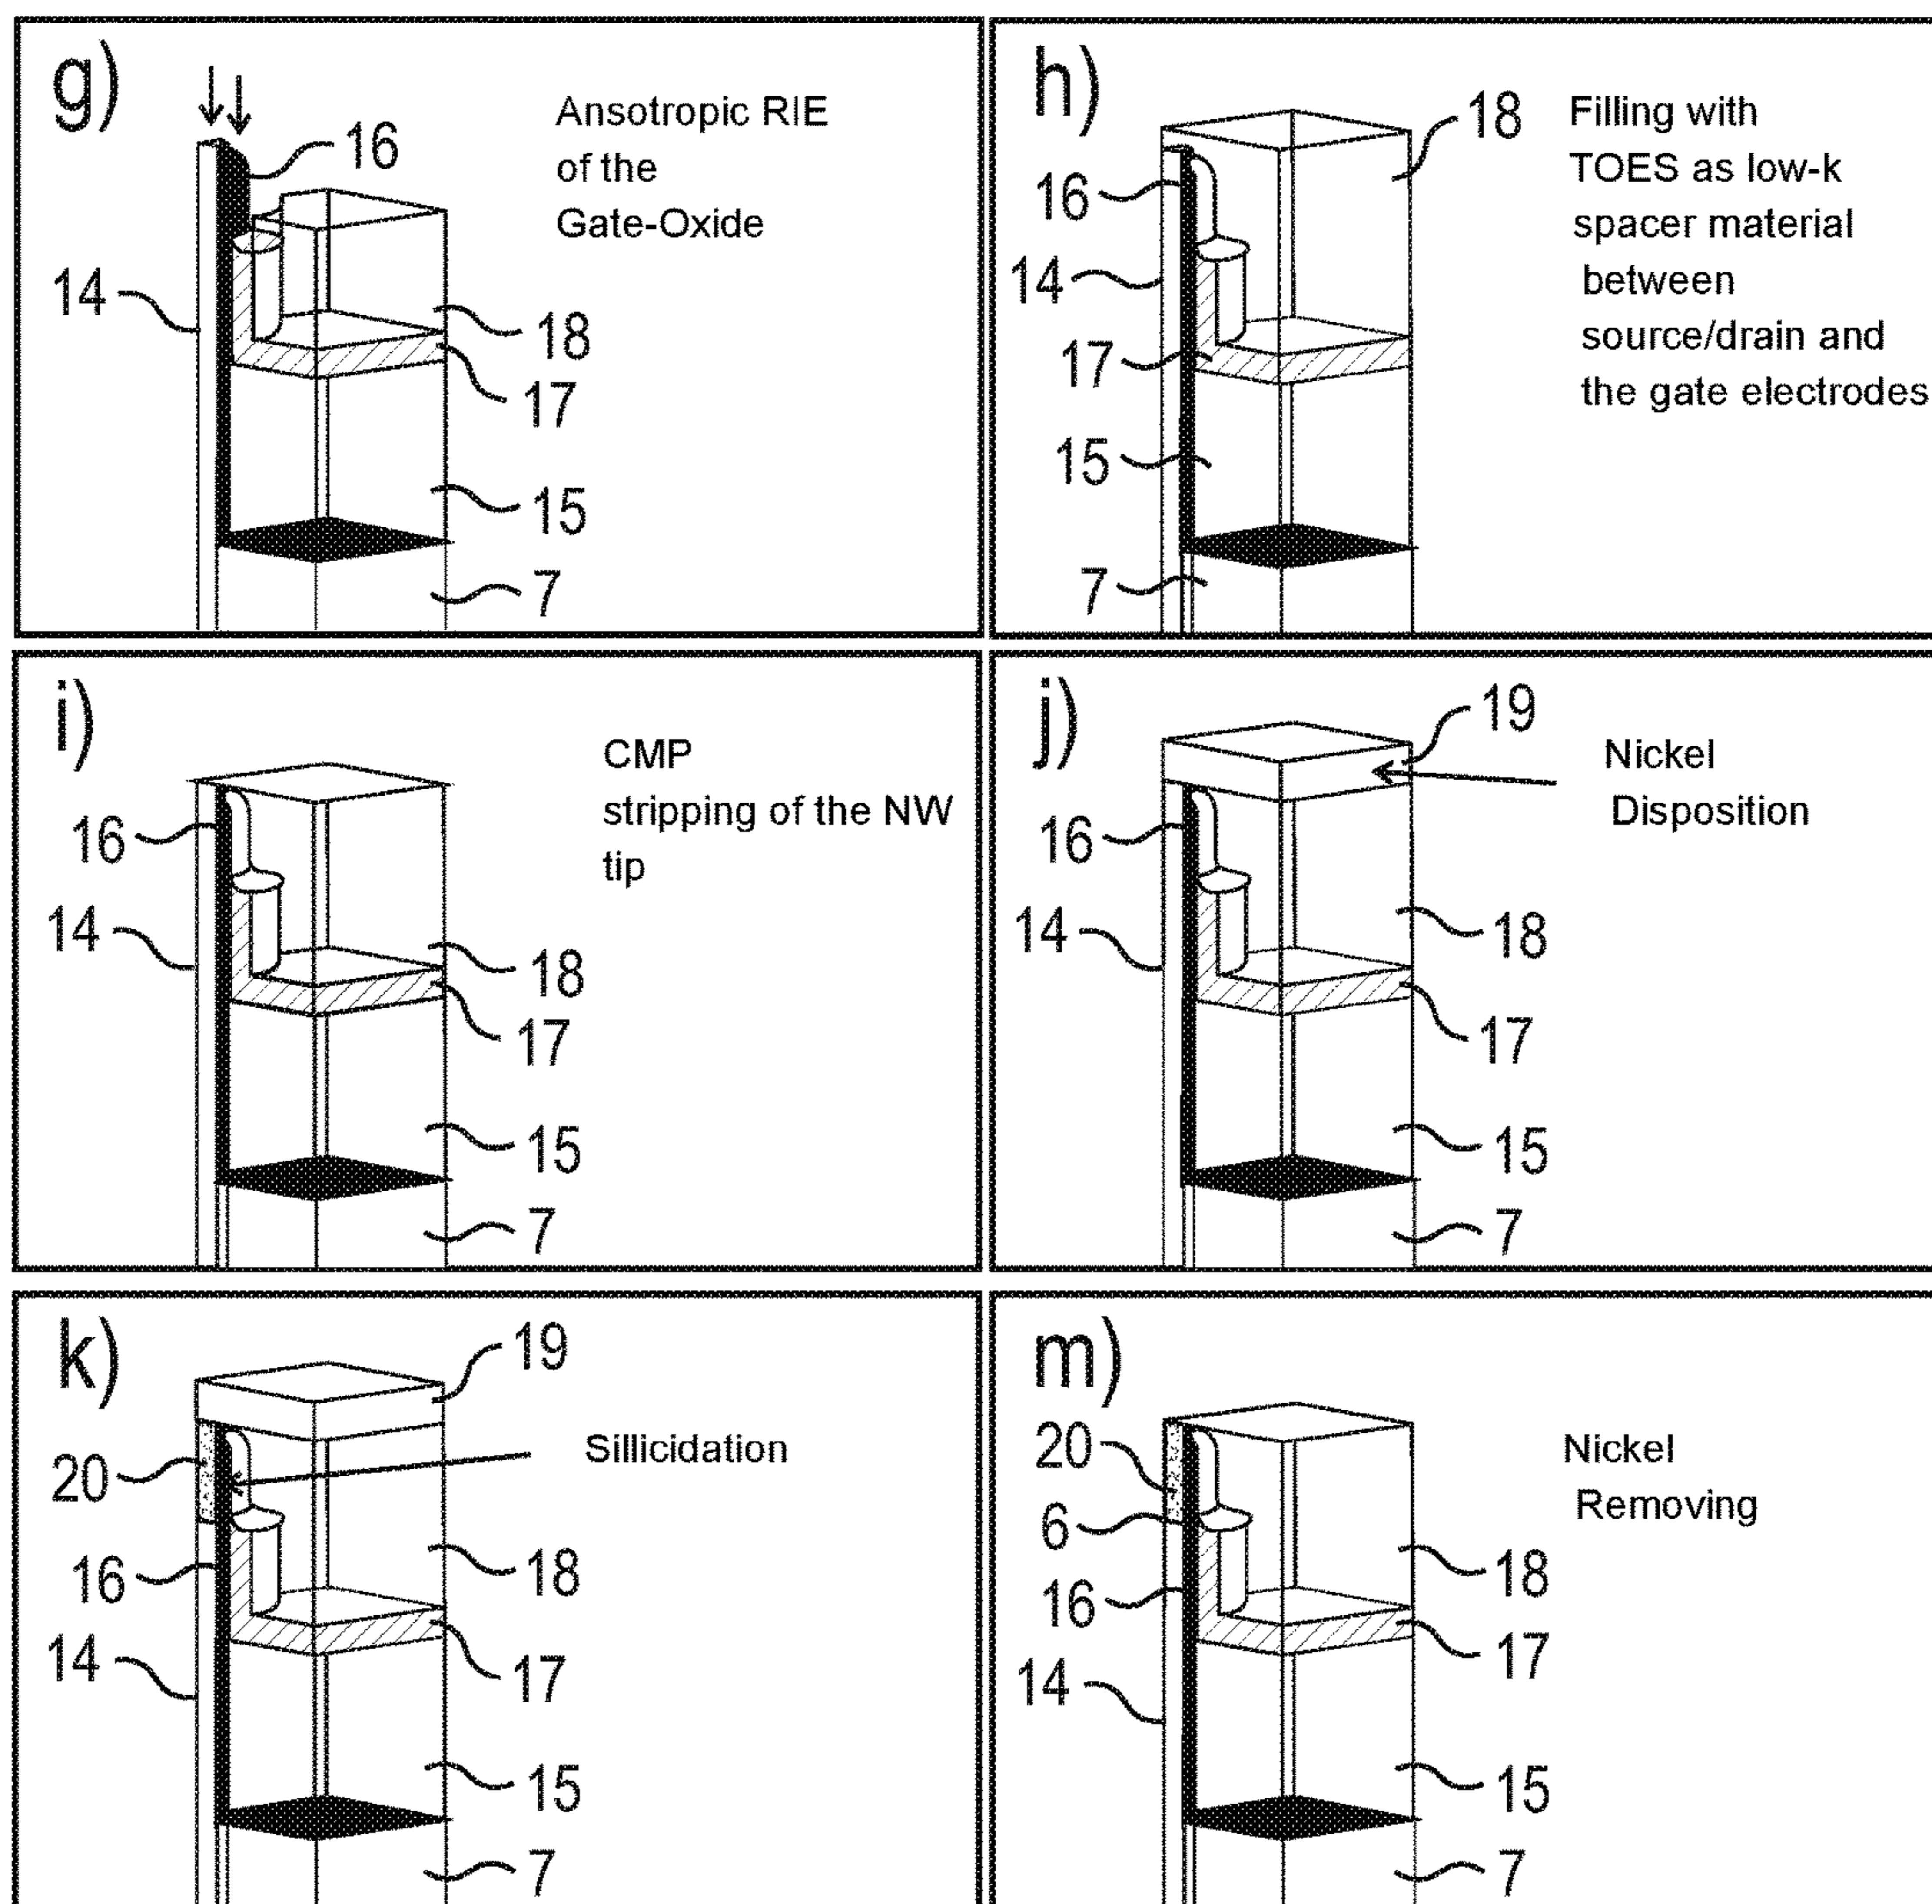 g)
16
Ansotropic RIE
of the
Gate-Oxide
14
18
17
15
7
h)
18
Filling with
TOES as low-k
spacer material
between
source/drain and
the gate electrodes
16
14
17
15
7
i)
CMP
stripping of the NW
tip
16
14
18
17
15
7
j)
19
Nickel
Disposition
16
14
18
17
15
7
k)
19
Sillicidation
20
16
18
14
17
15
7
m)
Nickel
Removing
20
6
16
18
14
17
15
7